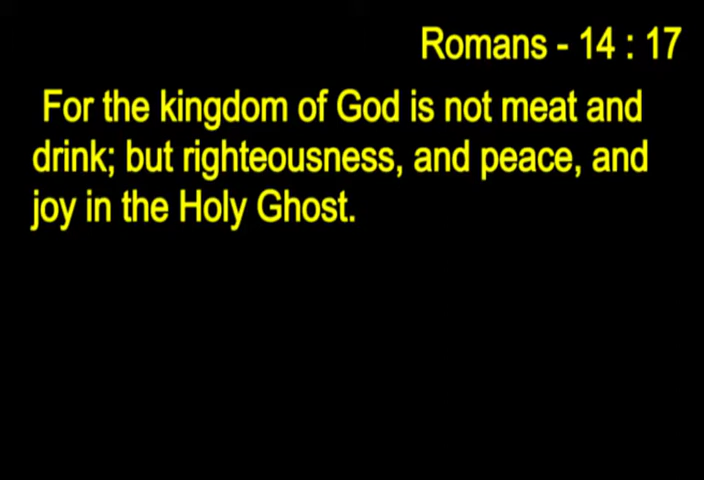 Romans - 14 : 17
For the kingdom of God is not meat and
drink; but righteousness, and peace, and
joy in the Holy Ghost.